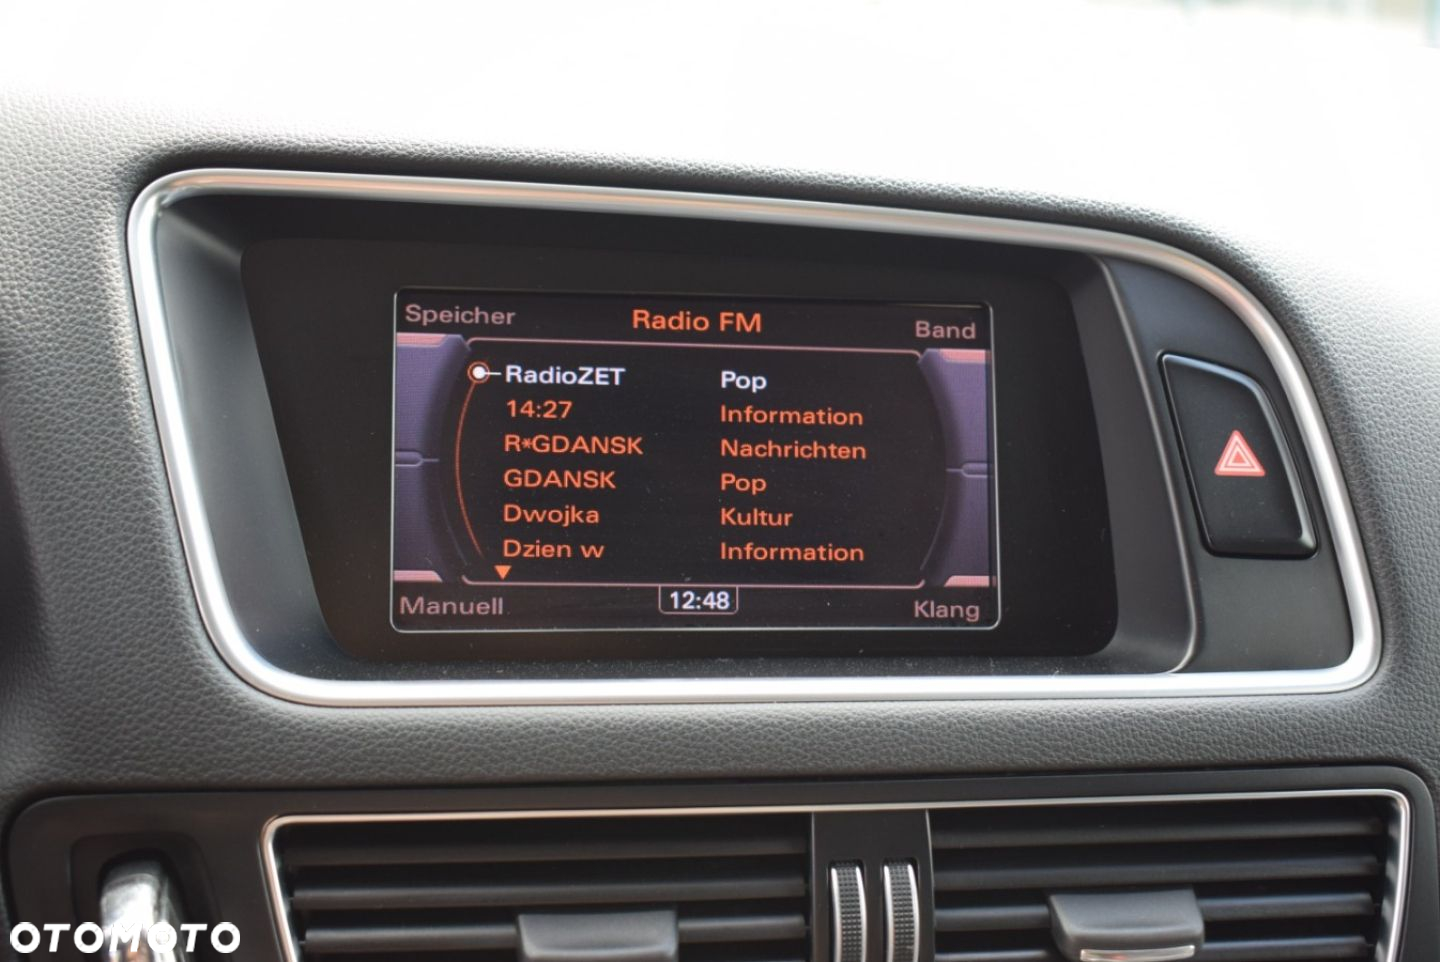 Speicher Radio FM Band
RadioZET Pop
14:27 Information
R*GDANSK Nachrichten
GDANSK Pop
Dwojka Kultur
Dzien w Information
Manuell 12:48 Klang
OTOMOTO